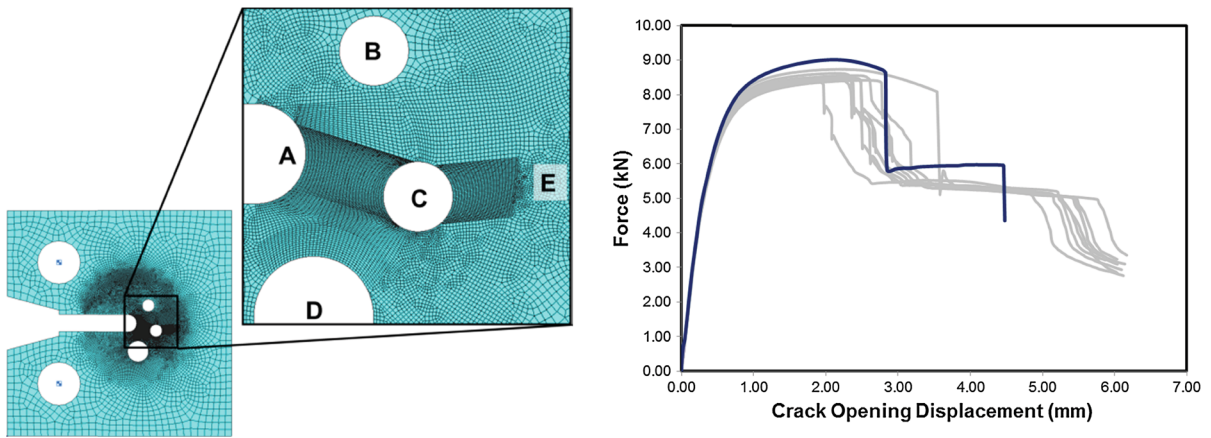 B
A
C
E
D
10.00
9.00
8.00
7.00
6.00
5.00
4.00
3.00
2.00
1.00
0.00
Force (kN)
0.00 1.00 2.00 3.00 4.00 5.00 6.00 7.00
Crack Opening Displacement (mm)